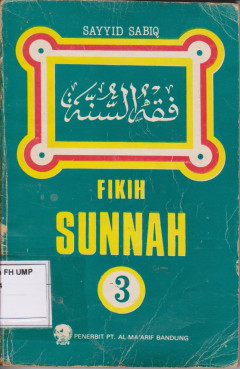 SAYYID SABIQ
فقه السنة
FIKIH
SUNNAH
3
FH UMP
PENERBIT PT. AL-MA'ARIF BANDUNG